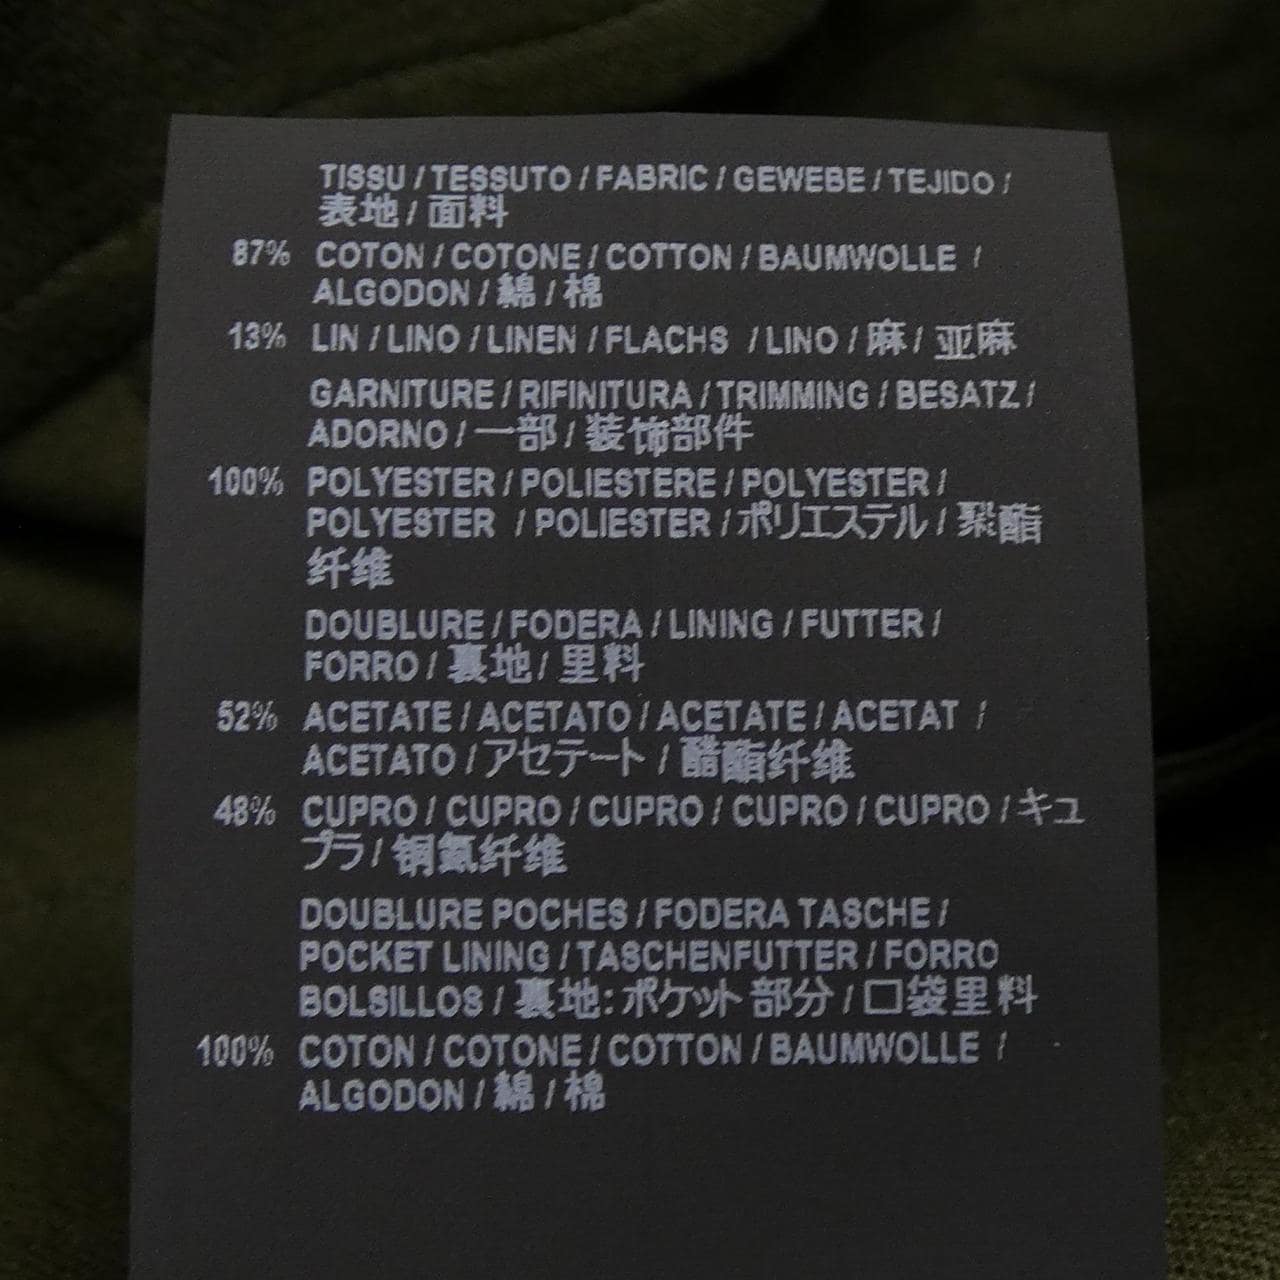 TISSU / TESSUTO / FABRIC / GEWEBE / TEJIDO /
表地 / 面料
87% COTON / COTONE / COTTON / BAUMWOLLE /
ALGODON / 綿 / 棉
13% LIN / LINO / LINEN / FLACHS / LINO / 麻 / 亚麻
GARNITURE / RIFINITURA / TRIMMING / BESATZ /
ADORNO / 一部 / 装饰部件
100% POLYESTER / POLIESTERE / POLYESTER /
POLYESTER / POLIESTER / ポリエステル / 聚酯
纤维
DOUBLURE / FODERA / LINING / FUTTER /
FORRO / 裏地 / 里料
52% ACETATE / ACETATO / ACETATE / ACETAT /
ACETATO / アセテート / 醋酯纤维
48% CUPRO / CUPRO / CUPRO / CUPRO / CUPRO / キュ
プラ / 铜氨纤维
DOUBLURE POCHES / FODERA TASCHE /
POCKET LINING / TASCHENFUTTER / FORRO
BOLSILLOS / 裏地:ポケット部分 / 口袋里料
100% COTON / COTONE / COTTON / BAUMWOLLE /
ALGODON / 綿 / 棉